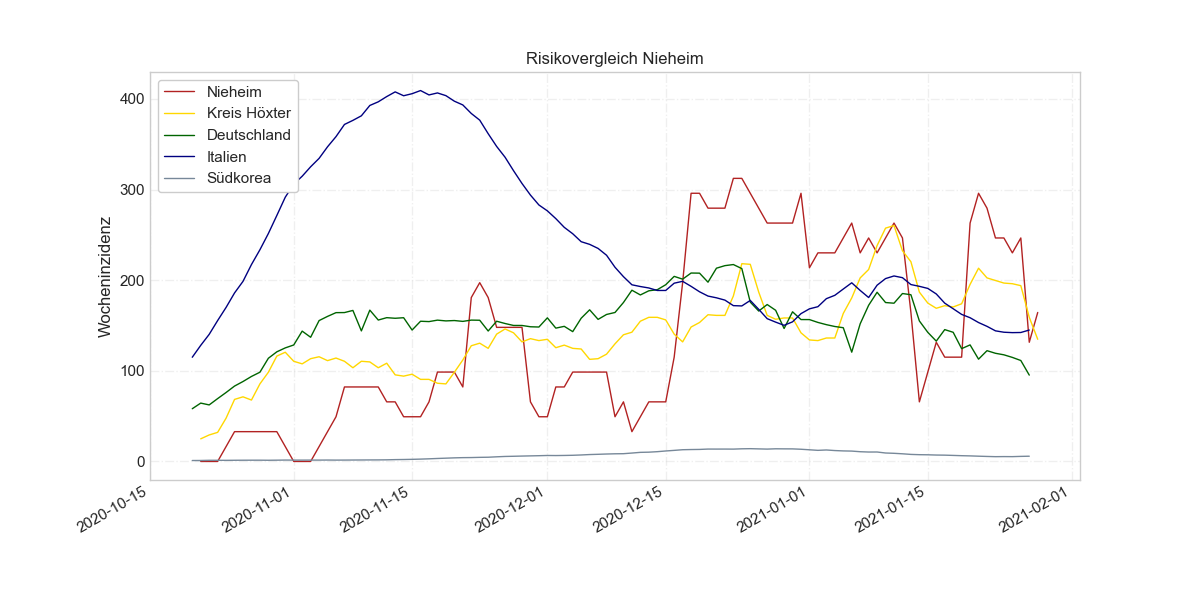 Risikovergleich Nieheim
Nieheim
Kreis Höxter
Deutschland
Italien
Südkorea
Wocheninzidenz
400
300
200
100
0
2020-10-15
2020-11-01
2020-11-15
2020-12-01
2020-12-15
2021-01-01
2021-01-15
2021-02-01